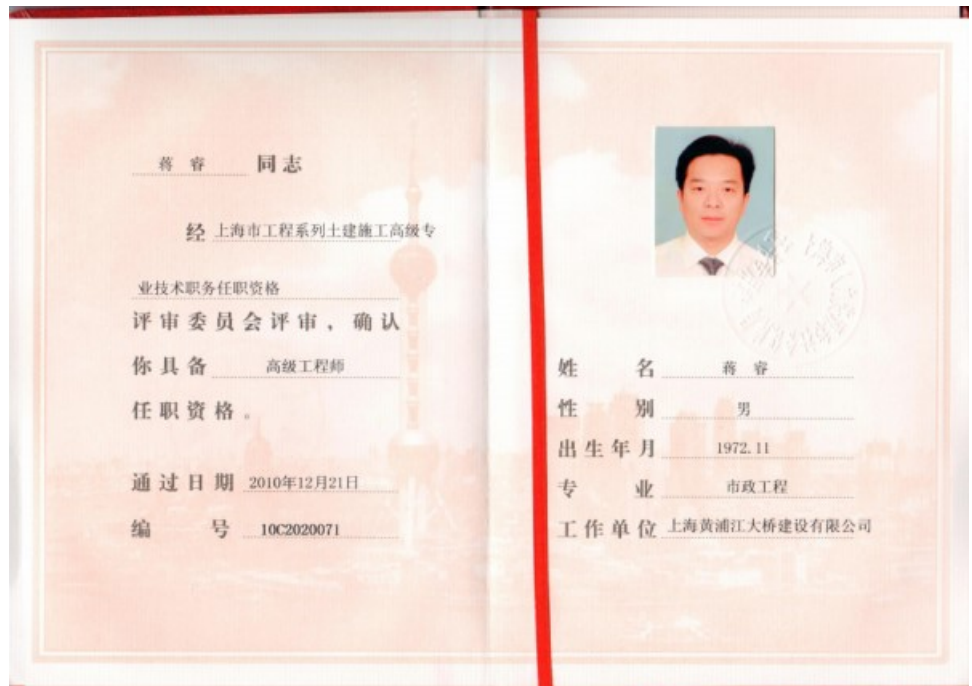 蒋 睿 同志
经 上海市工程系列土建施工高级专
业技术职务任职资格
评审委员会评审，确认
你具备 高级工程师
任职资格。
通过日期 2010年12月21日
编 号 10C2020071
姓 名 蒋 睿
性 别 男
出生年月 1972.11
专 业 市政工程
工作单位 上海黄浦江大桥建设有限公司